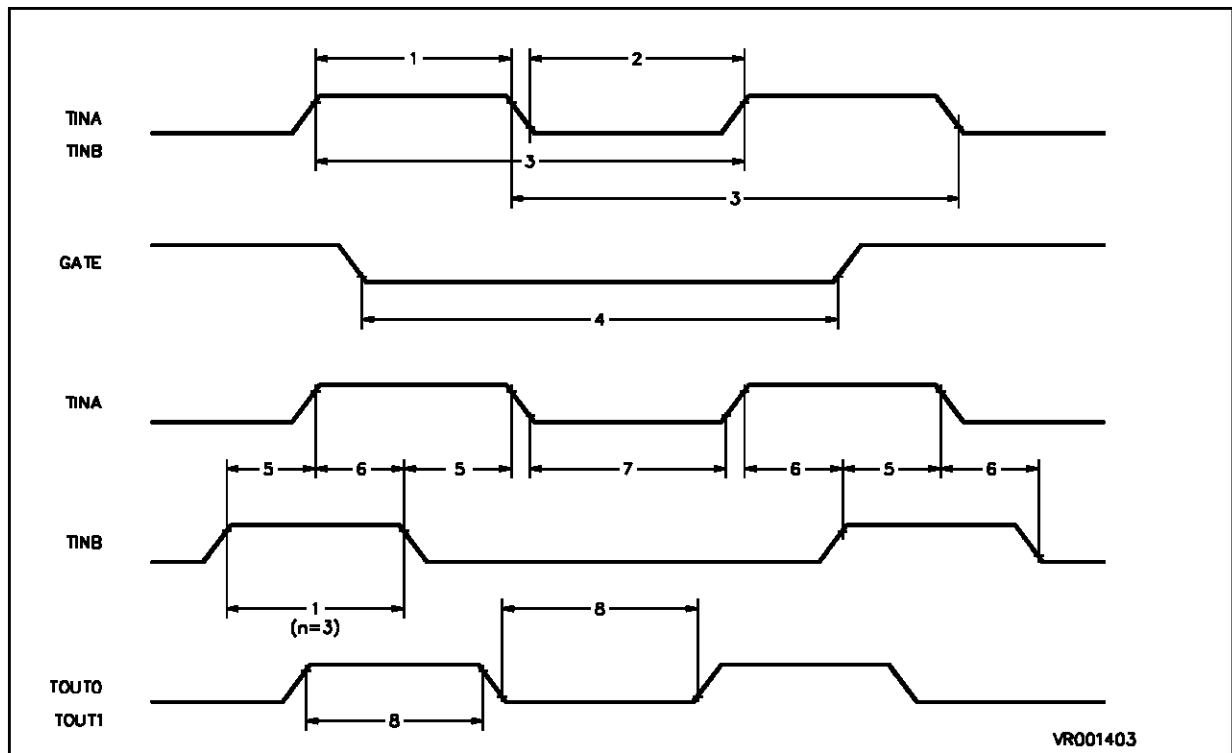 1 2
TINA
TINB
3
3
GATE
4
TINA
5 6 5 7 6 5 6
TINB
1
(n=3)
8
TOUT0
TOUT1
8
VR001403